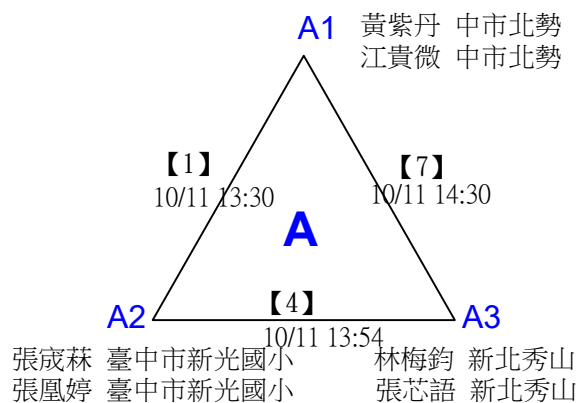 A1
黃紫丹 中市北勢
江貴微 中市北勢
【1】
10/11 13:30
【7】
10/11 14:30
A
A2
【4】
10/11 13:54
A3
張宬菻 臺中市新光國小
張凰婷 臺中市新光國小
林梅鈞 新北秀山
張芯語 新北秀山